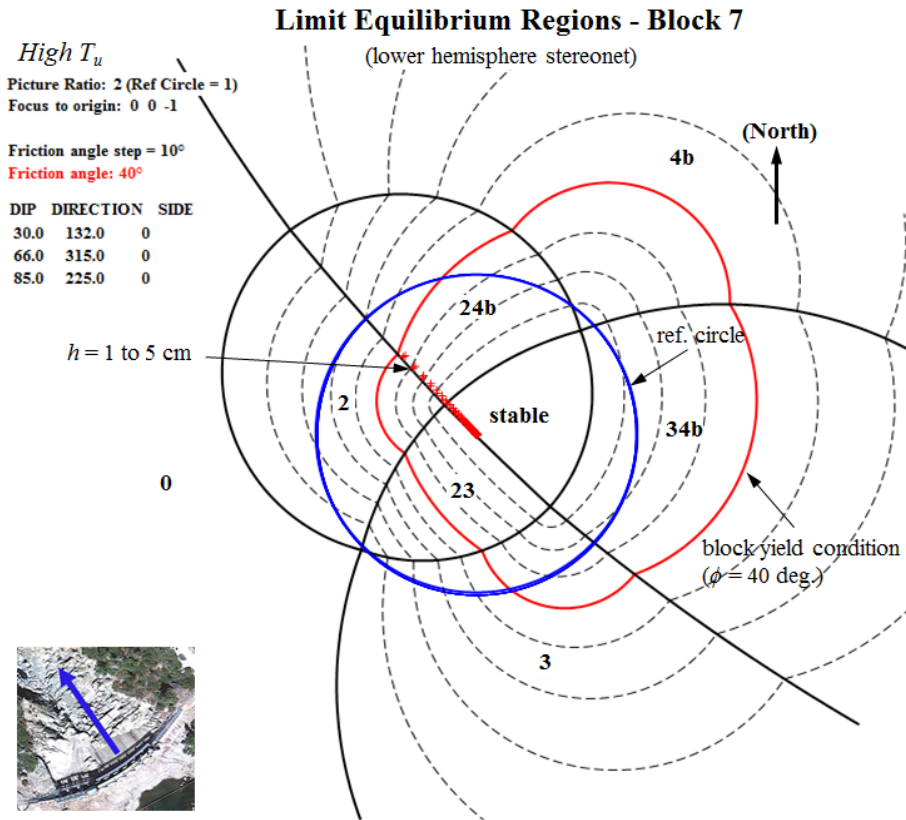 Limit Equilibrium Regions - Block 7
(lower hemisphere stereonet)
High Tu
Picture Ratio: 2 (Ref Circle = 1)
Focus to origin: 0 0 -1
Friction angle step = 10°
Friction angle: 40°
DIP DIRECTION SIDE
30.0 132.0 0
66.0 315.0 0
85.0 225.0 0
(North)
4b
24b
ref. circle
h = 1 to 5 cm
2
stable
34b
0
23
block yield condition
(ϕ = 40 deg.)
3